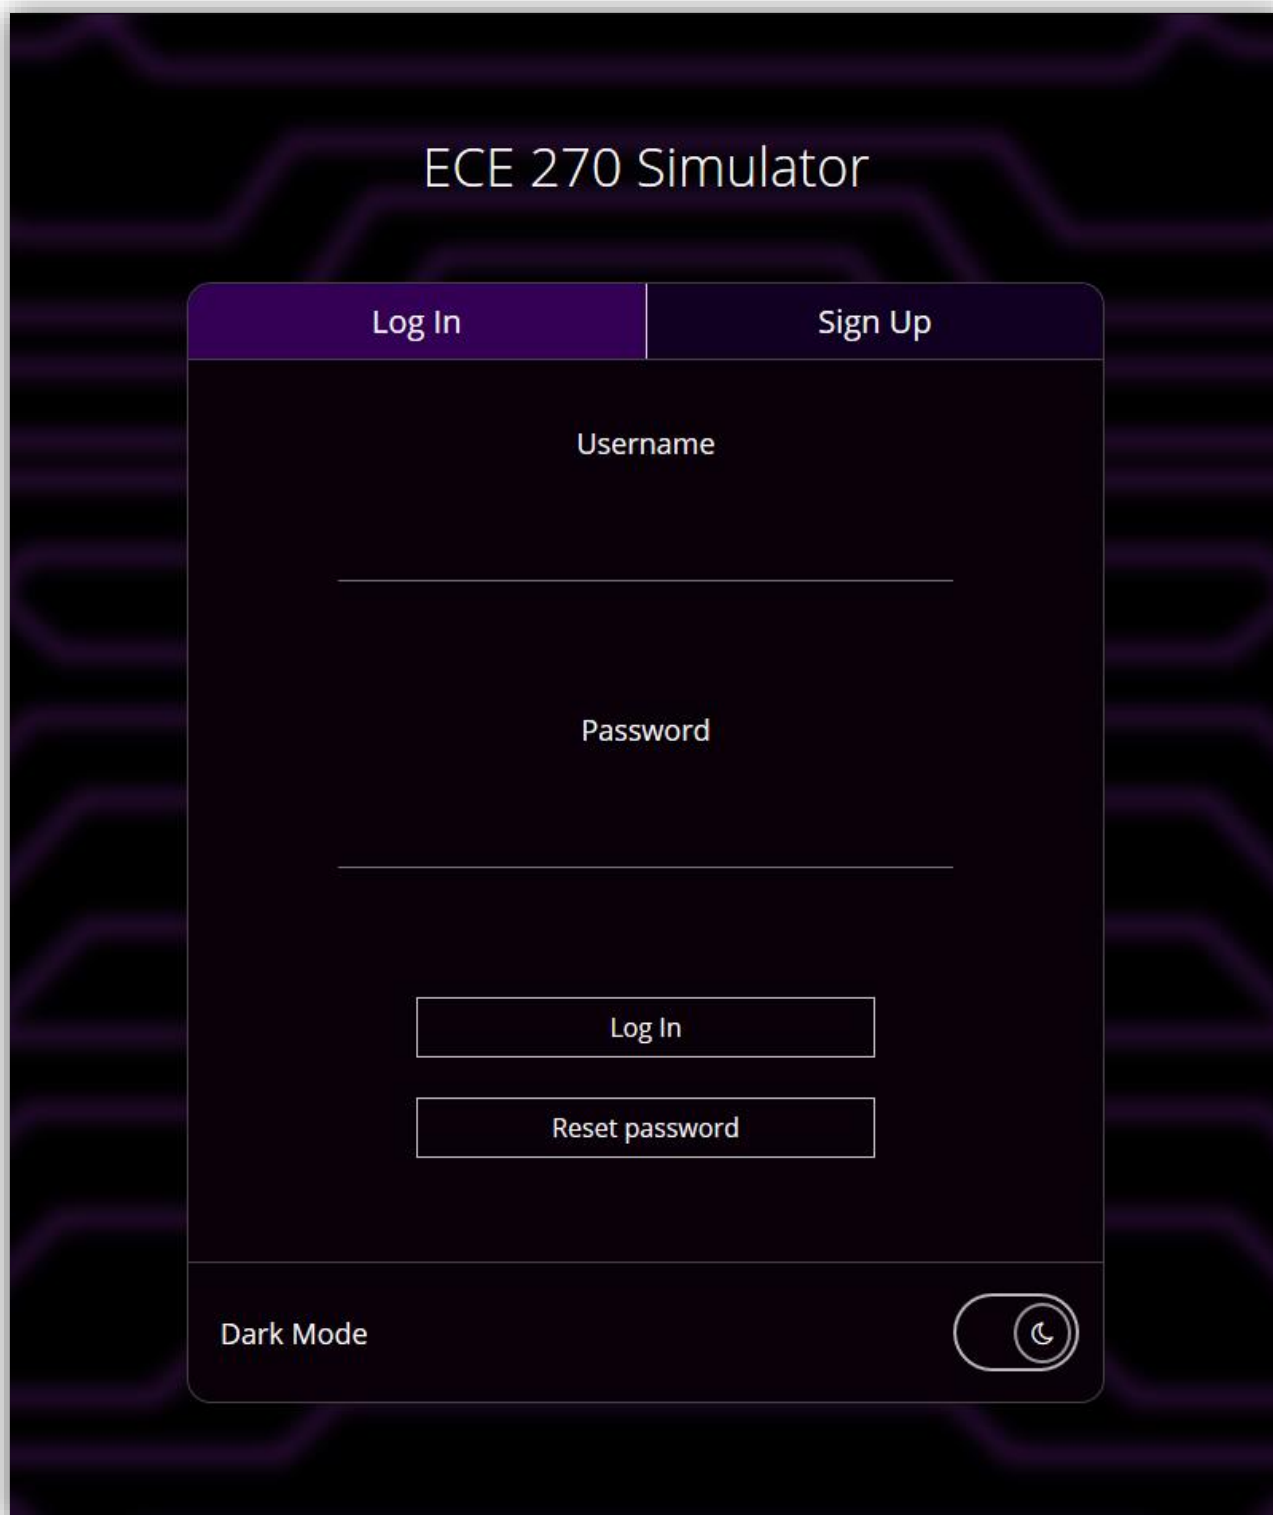 ECE 270 Simulator
Log In
Sign Up
Username
Password
Log In
Reset password
Dark Mode